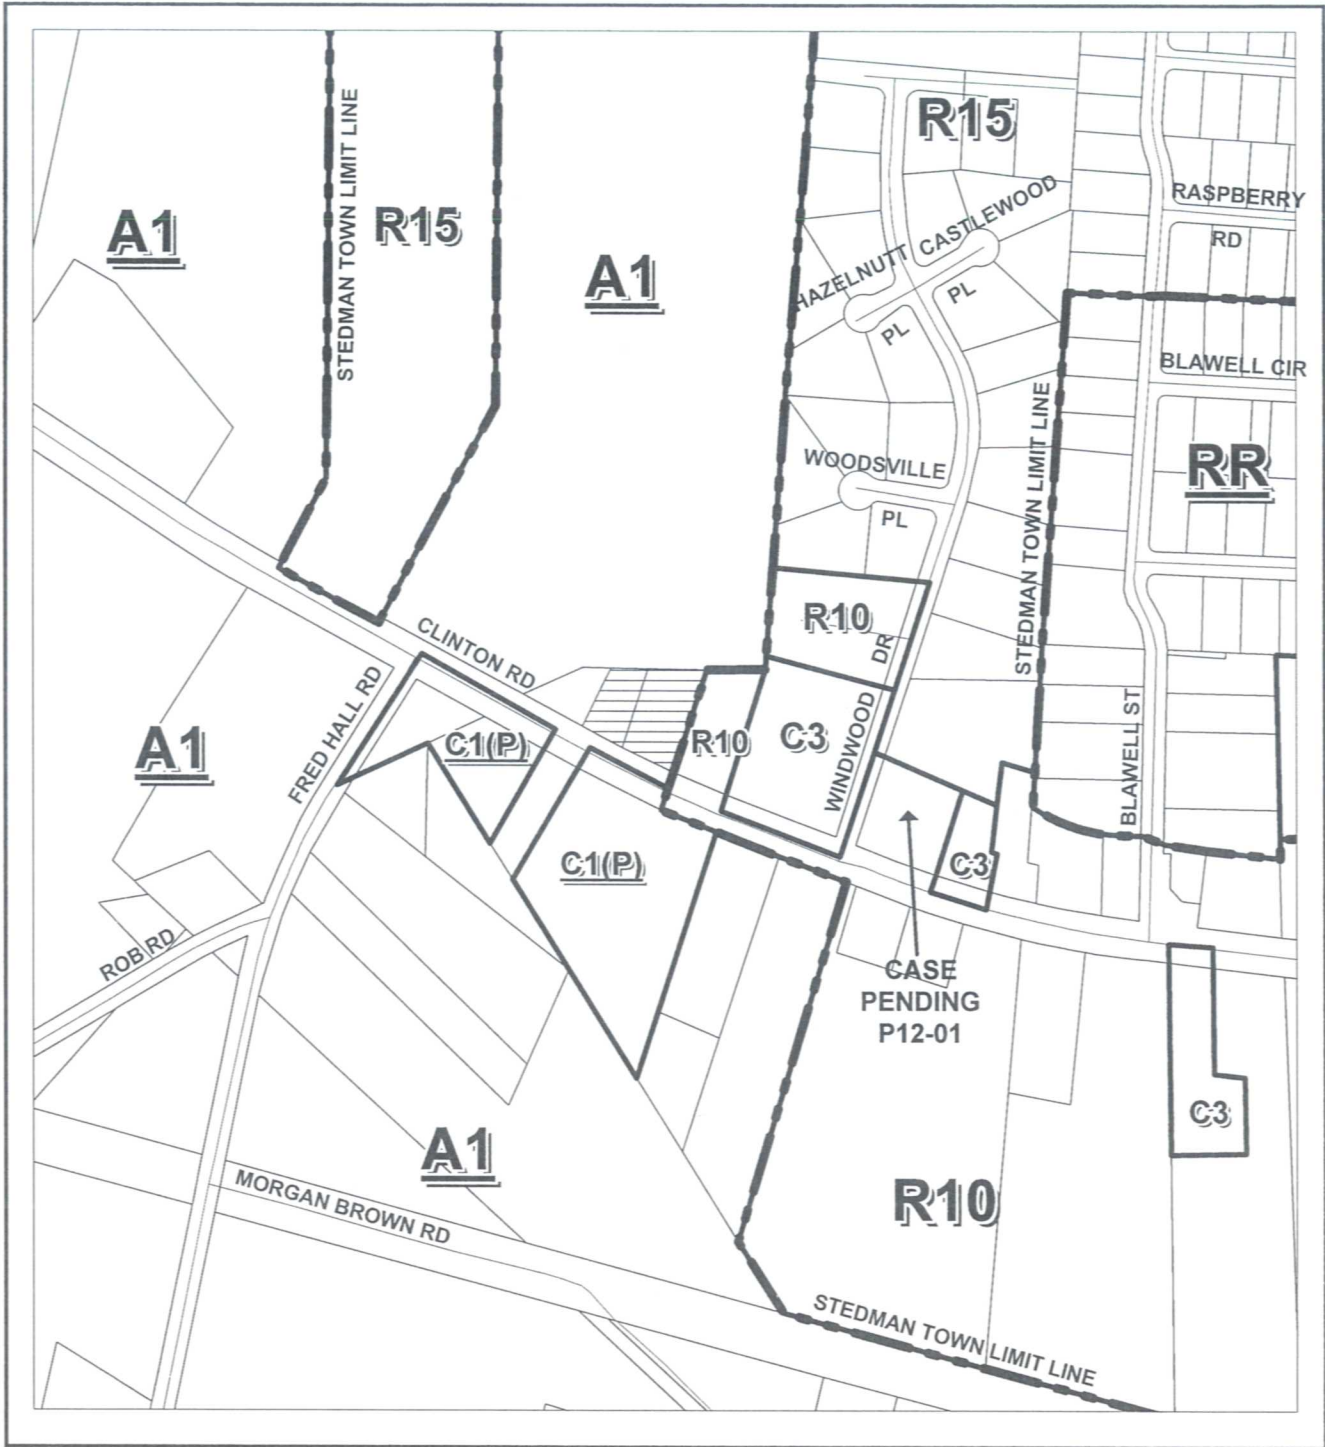 R15
STEDMAN TOWN LIMIT LINE
A1
R15
A1
HAZELNUTT
PL
CASTLEWOOD
PL
RASPBERRY
RD
BLAWELL CIR
STEDMAN TOWN LIMIT LINE
RR
WOODSVILLE
PL
R10
WINDWOOD DR
CLINTON RD
FRED HALL RD
C1(P)
R10
C3
BLAWELL ST
A1
C1(P)
C3
ROB RD
CASE
PENDING
P12-01
C3
A1
MORGAN BROWN RD
R10
STEDMAN TOWN LIMIT LINE